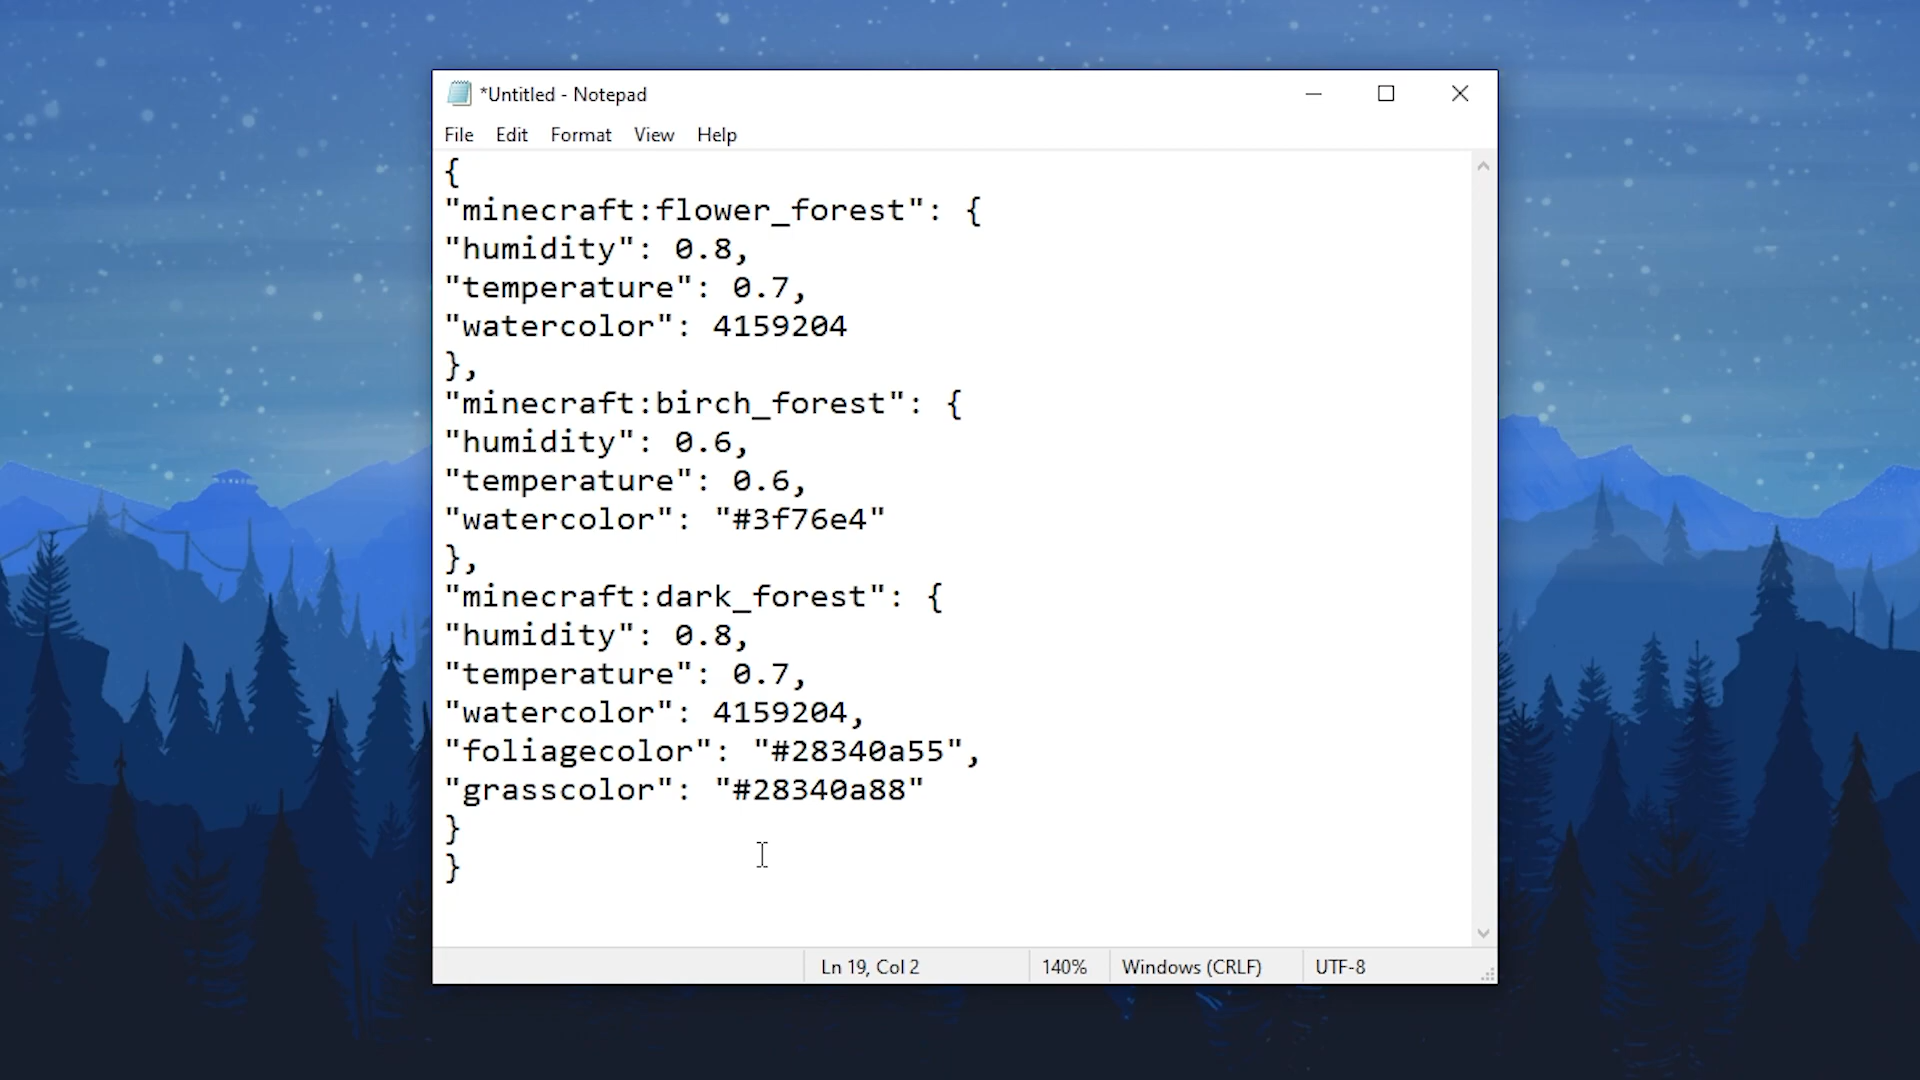 *Untitled - Notepad
File Edit Format View Help
{
"minecraft:flower_forest": {
"humidity": 0.8,
"temperature": 0.7,
"watercolor": 4159204
},
"minecraft:birch_forest": {
"humidity": 0.6,
"temperature": 0.6,
"watercolor": "#3f76e4"
},
"minecraft:dark_forest": {
"humidity": 0.8,
"temperature": 0.7,
"watercolor": 4159204,
"foliagecolor": "#28340a55",
"grasscolor": "#28340a88"
}
}
Ln 19, Col 2 140% Windows (CRLF) UTF-8